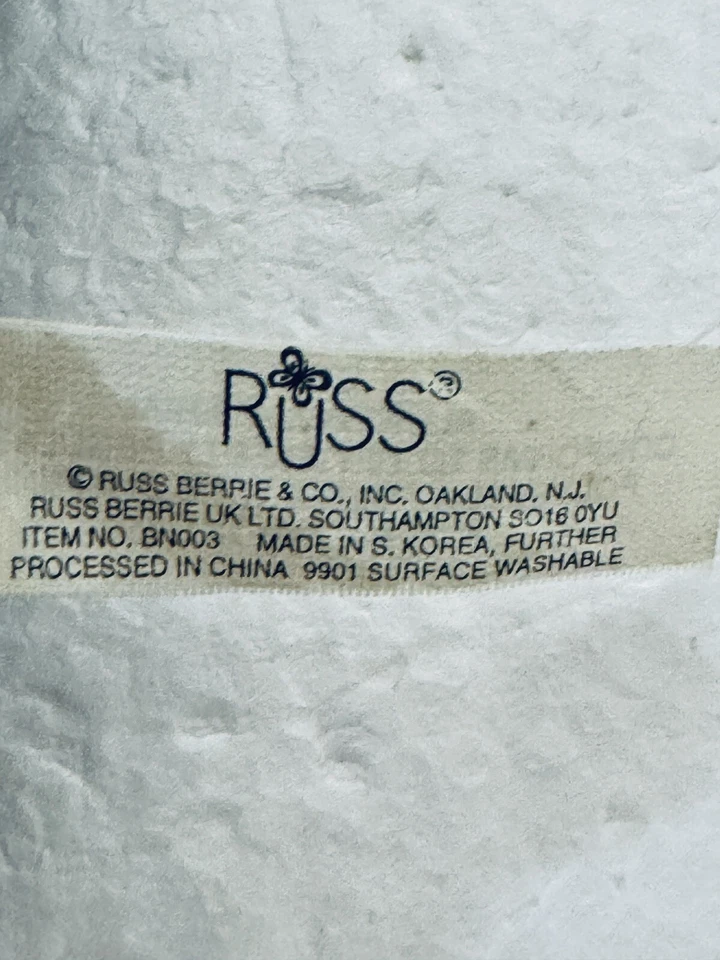 RUSS®
© RUSS BERRIE & CO., INC. OAKLAND, N.J.
RUSS BERRIE UK LTD. SOUTHAMPTON SO16 0YU
ITEM NO. BN003 MADE IN S. KOREA, FURTHER
PROCESSED IN CHINA 9901 SURFACE WASHABLE